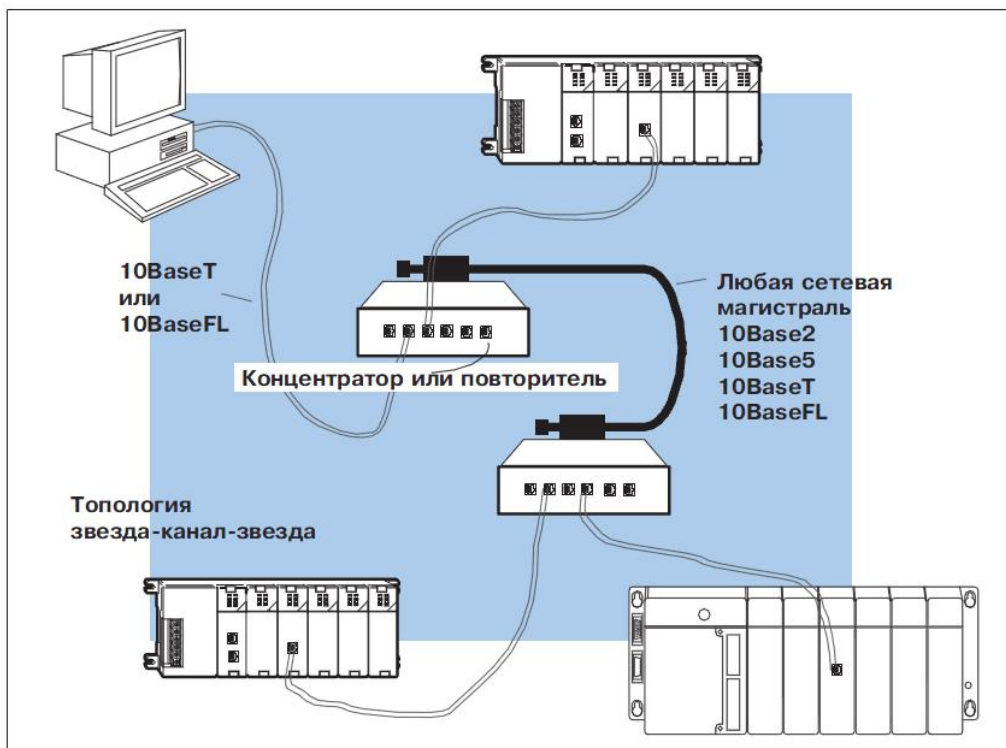 10BaseT
или
10BaseFL
Любая сетевая
магистраль
10Base2
10Base5
10BaseT
10BaseFL
Концентратор или повторитель
Топология
звезда-канал-звезда